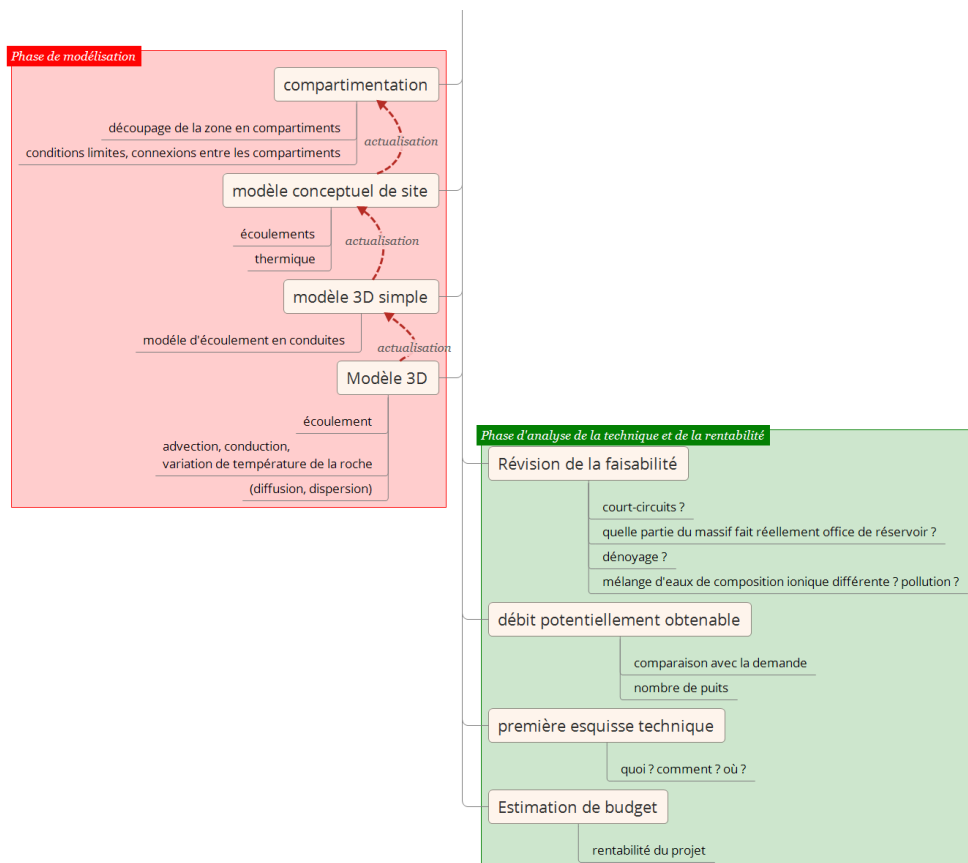 Phase de modélisation
compartimentation
découpage de la zone en compartiments
conditions limites, connexions entre les compartiments
actualisation
modèle conceptuel de site
écoulements
thermique
actualisation
modèle 3D simple
modéle d'écoulement en conduites
actualisation
Modèle 3D
écoulement
advection, conduction,
variation de température de la roche
(diffusion, dispersion)
Phase d'analyse de la technique et de la rentabilité
Révision de la faisabilité
court-circuits ?
quelle partie du massif fait réellement office de réservoir ?
dénoyage ?
mélange d'eaux de composition ionique différente ? pollution ?
débit potentiellement obtenable
comparaison avec la demande
nombre de puits
première esquisse technique
quoi ? comment ? où ?
Estimation de budget
rentabilité du projet